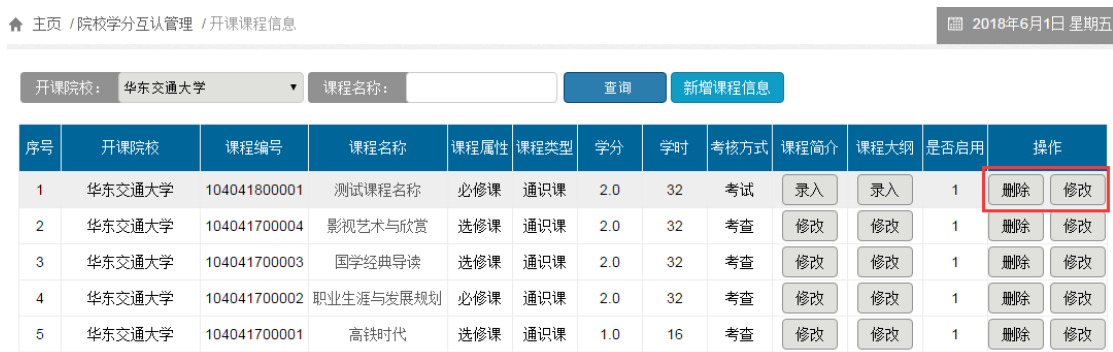 主页 / 院校学分互认管理 / 开课课程信息 2018年6月1日 星期五
开课院校： 华东交通大学 课程名称： 查询 新增课程信息
序号 开课院校 课程编号 课程名称 课程属性 课程类型 学分 学时 考核方式 课程简介 课程大纲 是否启用 操作
1 华东交通大学 104041800001 测试课程名称 必修课 通识课 2.0 32 考试 录入 录入 1 删除 修改
2 华东交通大学 104041700004 影视艺术与欣赏 选修课 通识课 2.0 32 考查 修改 修改 1 删除 修改
3 华东交通大学 104041700003 国学经典导读 选修课 通识课 2.0 32 考查 修改 修改 1 删除 修改
4 华东交通大学 104041700002 职业生涯与发展规划 必修课 通识课 2.0 32 考查 修改 修改 1 删除 修改
5 华东交通大学 104041700001 高铁时代 选修课 通识课 1.0 16 考查 修改 修改 1 删除 修改